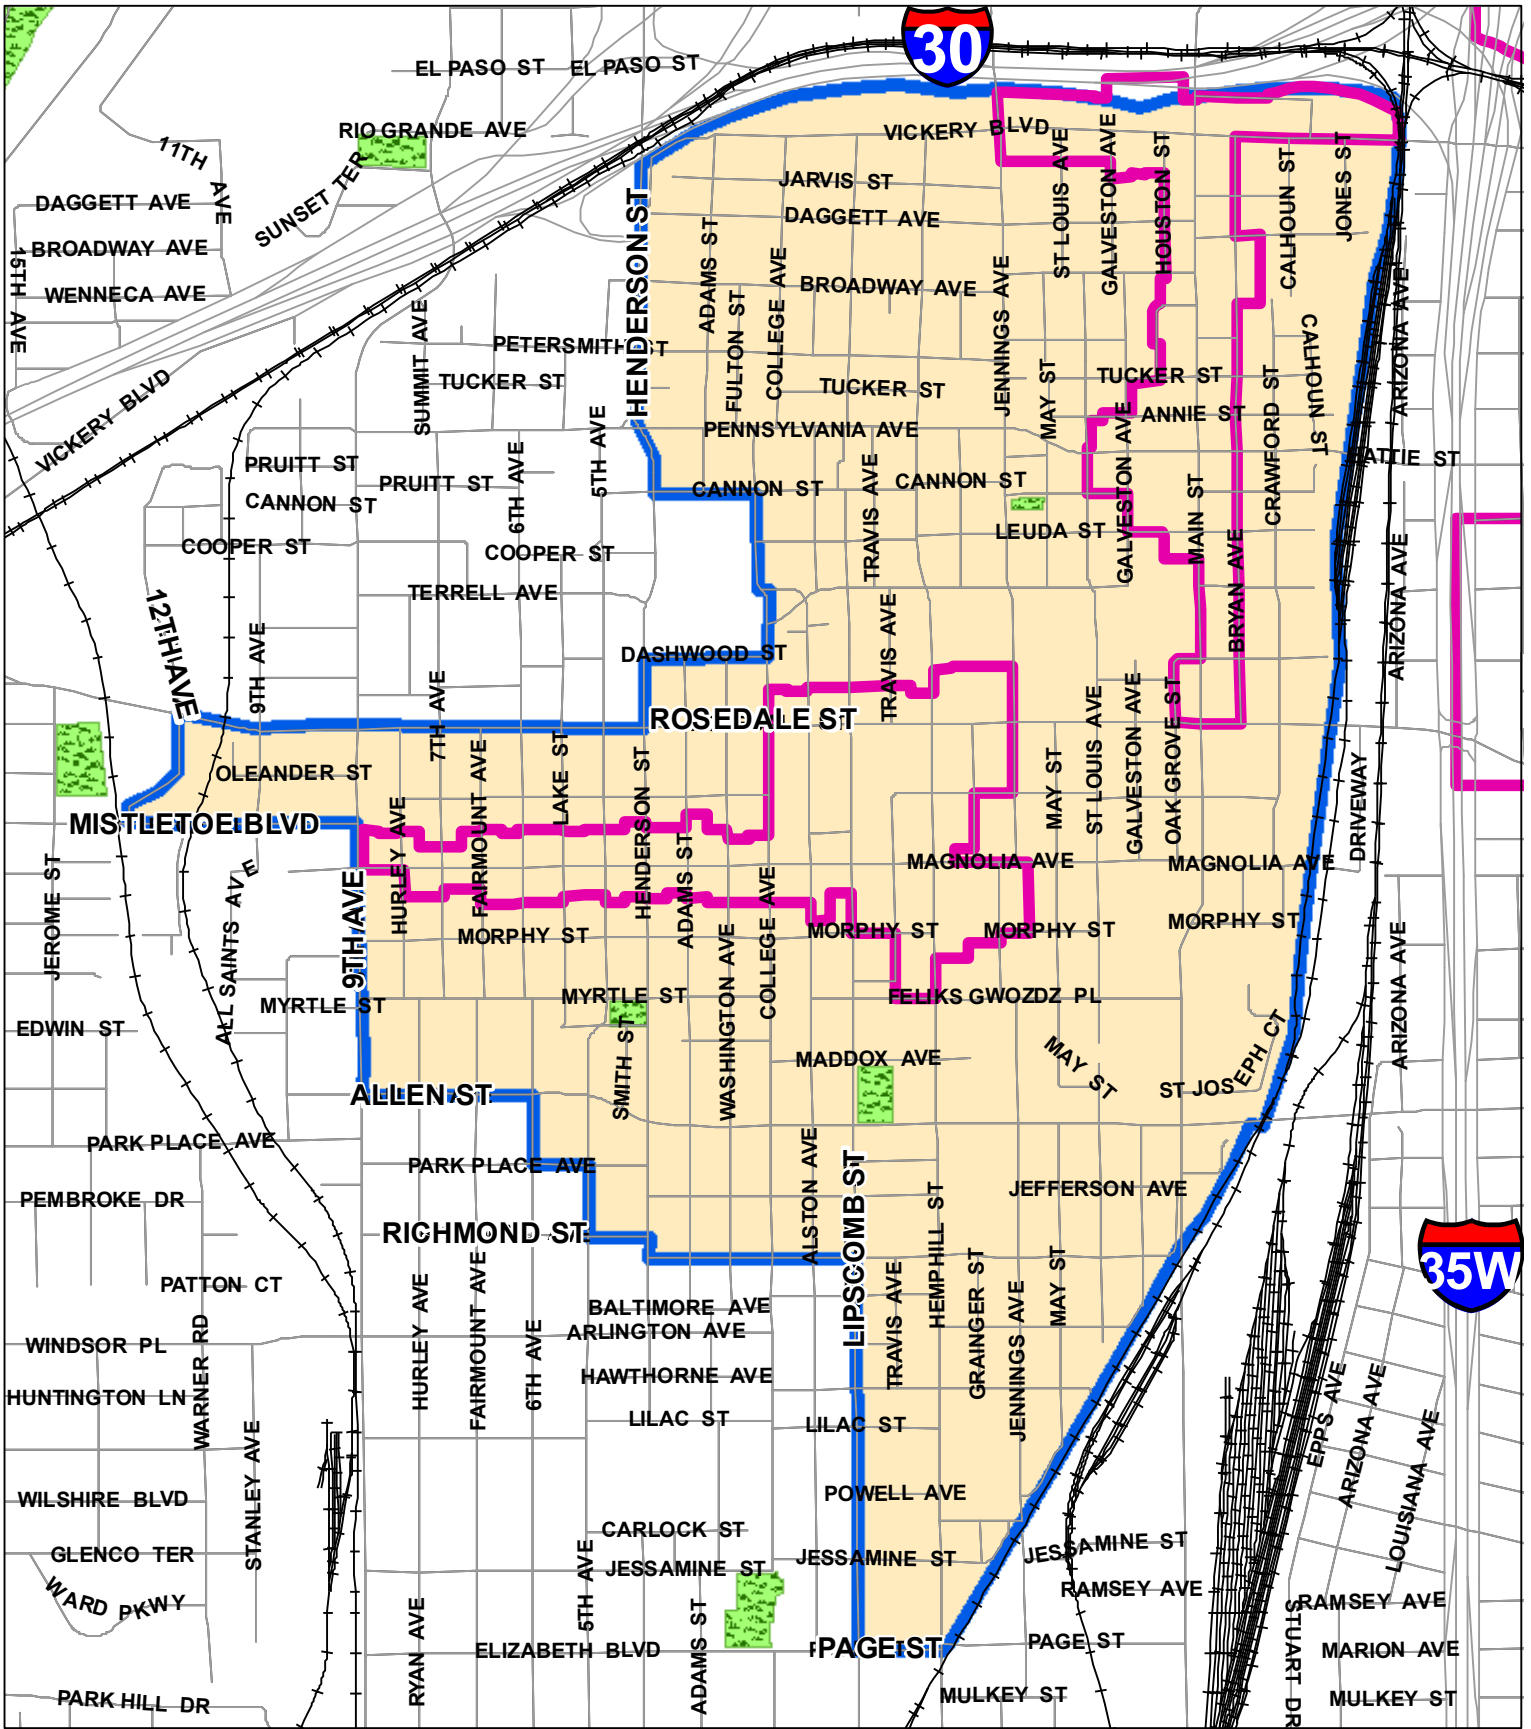 30
EL PASO ST
EL PASO ST
RIO GRANDE AVE
VICKERY BLVD
11TH AVE
SUNSET TER
JARVIS ST
DAGGETT AVE
DAGGETT AVE
BROADWAY AVE
15TH AVE
WENNECA AVE
HENDERSON ST
ADAMS ST
FULTON ST
COLLEGE AVE
BROADWAY AVE
JENNINGS AVE
ST LOUIS AVE
GALVESTON AVE
HOUSTON ST
CALHOUN ST
JONES ST
ARIZONA AVE
SUMMIT AVE
PETERSMITH ST
TUCKER ST
TUCKER ST
TUCKER ST
MAY ST
ANNIE ST
CRAWFORD ST
CALHOUN ST
VICKERY BLVD
5TH AVE
PENNSYLVANIA AVE
HATTIE ST
PRUITT ST
PRUITT ST
6TH AVE
CANNON ST
CANNON ST
CANNON ST
TRAVIS AVE
GALVESTON AVE
MAIN ST
LEUDA ST
COOPER ST
COOPER ST
TERRELL AVE
BRYAN AVE
ARIZONA AVE
12TH AVE
9TH AVE
DASHWOOD ST
TRAVIS AVE
7TH AVE
ROSEDALE ST
ST LOUIS AVE
GALVESTON AVE
OAK GROVE ST
OLEANDER ST
FAIRMOUNT AVE
LAKE ST
HENDERSON ST
MAY ST
DRIVEWAY
MISTLETOE BLVD
HURLEY AVE
ADAMS ST
MAGNOLIA AVE
MAGNOLIA AVE
JEROME ST
ALL SAINTS AVE
9TH AVE
MORPHY ST
WASHINGTON AVE
COLLEGE AVE
MORPHY ST
MORPHY ST
MORPHY ST
ARIZONA AVE
MYRTLE ST
MYRTLE ST
FELIKS GWOZDZ PL
EDWIN ST
SMITH ST
MADDOX AVE
MAY ST
ST JOSEPH CT
ALLEN ST
PARK PLACE AVE
PARK PLACE AVE
ALSTON AVE
LIPSCOMB ST
JEFFERSON AVE
PEMBROKE DR
RICHMOND ST
HEMPHILL ST
35W
PATTON CT
HURLEY AVE
FAIRMOUNT AVE
6TH AVE
BALTIMORE AVE
ARLINGTON AVE
TRAVIS AVE
GRAINGER ST
JENNINGS AVE
MAY ST
WINDSOR PL
WARNER RD
HAWTHORNE AVE
HUNTINGTON LN
LILAC ST
LILAC ST
EPPS AVE
ARIZONA AVE
LOUISIANA AVE
STANLEY AVE
WILSHIRE BLVD
POWELL AVE
CARLOCK ST
GLENCO TER
JESSAMINE ST
JESSAMINE ST
JESSAMINE ST
5TH AVE
RAMSEY AVE
RAMSEY AVE
WARD PKWY
RYAN AVE
ADAMS ST
STUART DR
ELIZABETH BLVD
PAGE ST
PAGE ST
MARION AVE
PARK HILL DR
MULKEY ST
MULKEY ST